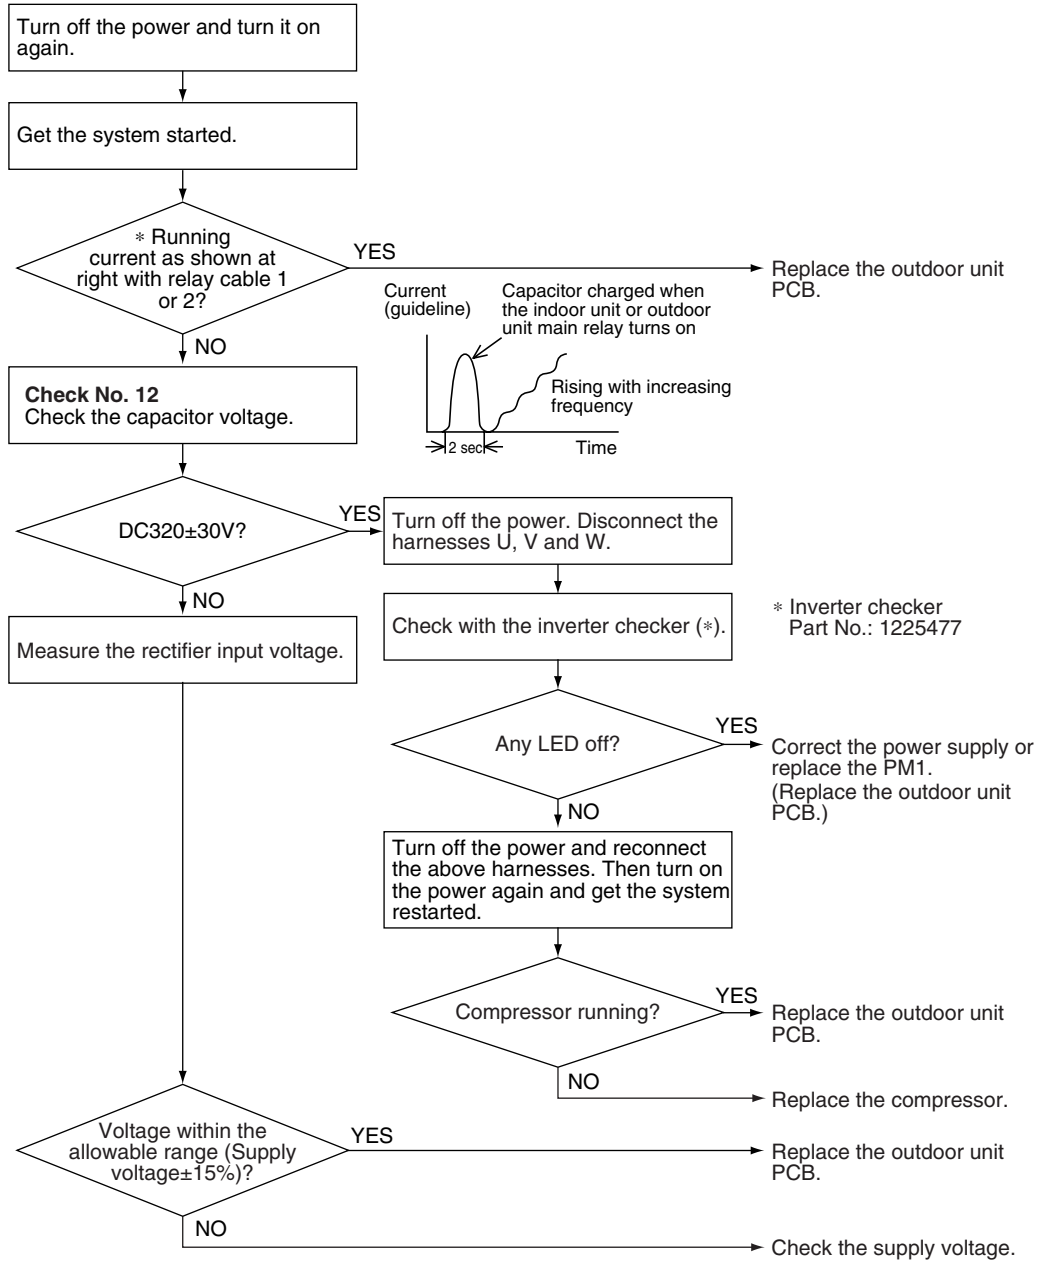 Turn off the power and turn it on
again.
Get the system started.
∗ Running
current as shown at
right with relay cable 1
or 2?
YES
Replace the outdoor unit
PCB.
NO
Current
(guideline)
Capacitor charged when
the indoor unit or outdoor
unit main relay turns on
Rising with increasing
frequency
2 sec
Time
Check No. 12
Check the capacitor voltage.
DC320±30V?
YES
Turn off the power. Disconnect the
harnesses U, V and W.
NO
Check with the inverter checker (∗).
∗ Inverter checker
Part No.: 1225477
Measure the rectifier input voltage.
Any LED off?
YES
Correct the power supply or
replace the PM1.
(Replace the outdoor unit
PCB.)
NO
Turn off the power and reconnect
the above harnesses. Then turn on
the power again and get the system
restarted.
Compressor running?
YES
Replace the outdoor unit
PCB.
NO
Replace the compressor.
Voltage within the
allowable range (Supply
voltage±15%)?
YES
Replace the outdoor unit
PCB.
NO
Check the supply voltage.